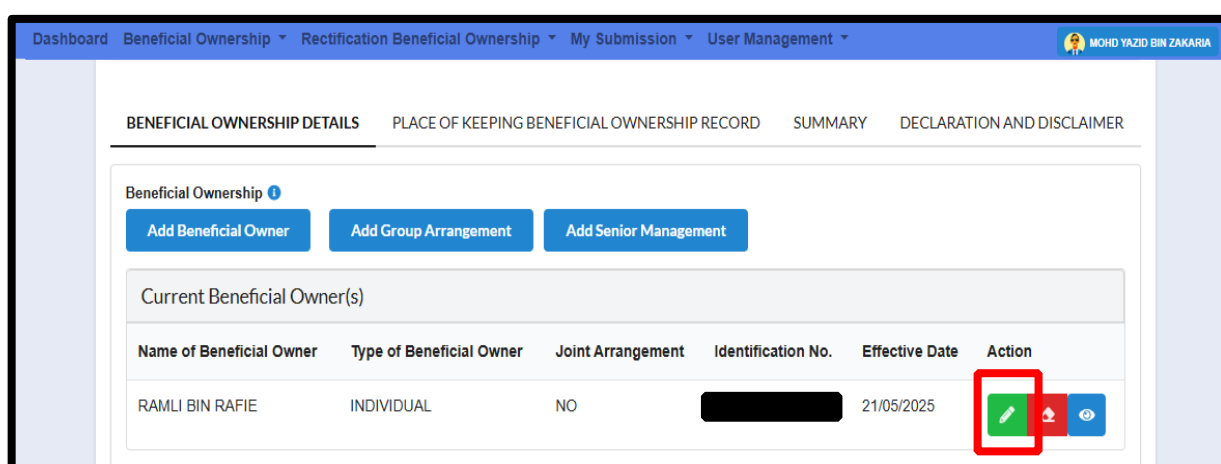 Dashboard Beneficial Ownership Rectification Beneficial Ownership My Submission User Management MOHD YAZID BIN ZAKARIA
BENEFICIAL OWNERSHIP DETAILS PLACE OF KEEPING BENEFICIAL OWNERSHIP RECORD SUMMARY DECLARATION AND DISCLAIMER
Beneficial Ownership
Add Beneficial Owner Add Group Arrangement Add Senior Management
Current Beneficial Owner(s)
Name of Beneficial Owner Type of Beneficial Owner Joint Arrangement Identification No. Effective Date Action
RAMLI BIN RAFIE INDIVIDUAL NO 21/05/2025